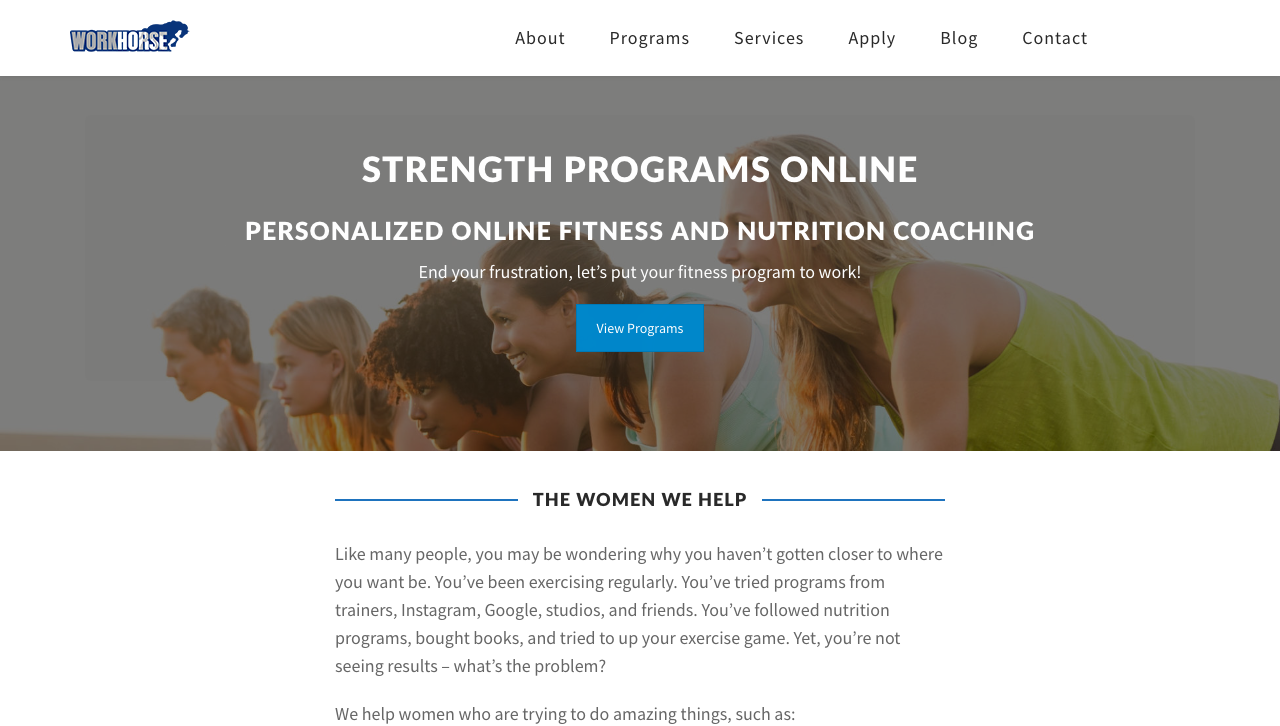 WORKHORSE
About Programs Services Apply Blog Contact
STRENGTH PROGRAMS ONLINE
PERSONALIZED ONLINE FITNESS AND NUTRITION COACHING
End your frustration, let’s put your fitness program to work!
View Programs
THE WOMEN WE HELP
Like many people, you may be wondering why you haven’t gotten closer to where
you want be. You’ve been exercising regularly. You’ve tried programs from
trainers, Instagram, Google, studios, and friends. You’ve followed nutrition
programs, bought books, and tried to up your exercise game. Yet, you’re not
seeing results – what’s the problem?
We help women who are trying to do amazing things, such as: